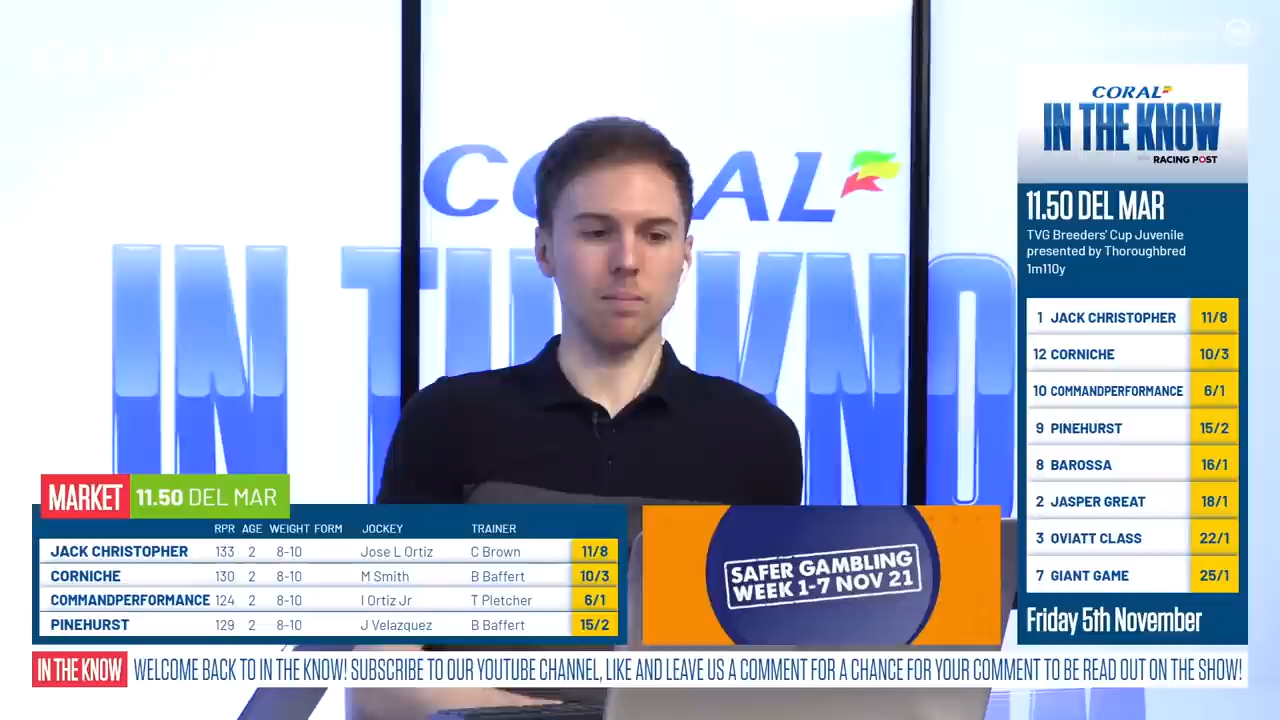 CORAL
IN THE KNOW
RACING POST
11.50 DEL MAR
TVG Breeders' Cup Juvenile
presented by Thoroughbred
1m110y
1 JACK CHRISTOPHER 11/8
12 CORNICHE 10/3
10 COMMANDPERFORMANCE 6/1
9 PINEHURST 15/2
8 BAROSSA 16/1
2 JASPER GREAT 18/1
3 OVIATT CLASS 22/1
7 GIANT GAME 25/1
Friday 5th November
MARKET 11.50 DEL MAR
RPR AGE WEIGHT FORM JOCKEY TRAINER
JACK CHRISTOPHER 133 2 8-10 Jose L Ortiz C Brown 11/8
CORNICHE 130 2 8-10 M Smith B Baffert 10/3
COMMANDPERFORMANCE 124 2 8-10 I Ortiz Jr T Pletcher 6/1
PINEHURST 129 2 8-10 J Velazquez B Baffert 15/2
SAFER GAMBLING
WEEK 1-7 NOV 21
IN THE KNOW WELCOME BACK TO IN THE KNOW! SUBSCRIBE TO OUR YOUTUBE CHANNEL, LIKE AND LEAVE US A COMMENT FOR A CHANCE FOR YOUR COMMENT TO BE READ OUT ON THE SHOW!